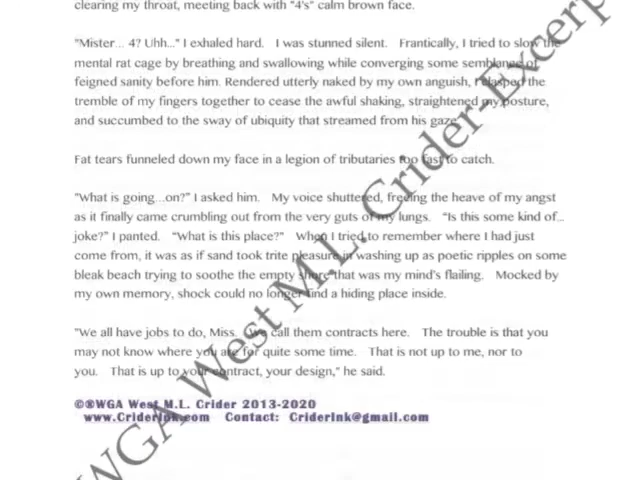 clearing my throat, meeting back with "4's" calm brown face.
"Mister... 4? Uhh..." I exhaled hard. I was stunned silent. Frantically, I tried to slow the
mental rat cage by breathing and swallowing while converging some semblance of
feigned sanity before him. Rendered utterly naked by my own anguish, I clasped the
tremble of my fingers together to cease the awful shaking, straightened my posture,
and succumbed to the sway of ubiquity that streamed from his gaze.
Fat tears funneled down my face in a legion of tributaries too fast to catch.
"What is going...on?" I asked him. My voice shuttered, freeing the heave of my angst
as it finally came crumbling out from the very guts of my lungs. "Is this some kind of...
joke?" I panted. "What is this place?" When I tried to remember where I had just
come from, it was as if sand took trite pleasure in washing up as poetic ripples on some
bleak beach trying to soothe the empty shore that was my mind's flailing. Mocked by
my own memory, shock could no longer find a hiding place inside.
"We all have jobs to do, Miss. We call them contracts here. The trouble is that you
may not know where you are for quite some time. That is not up to me, nor to
you. That is up to your contract, your design," he said.
©®WGA West M.L. Crider 2013-2020
www.CriderInk.com Contact: CriderInk@gmail.com
WGA West M.L. Crider-Excerp